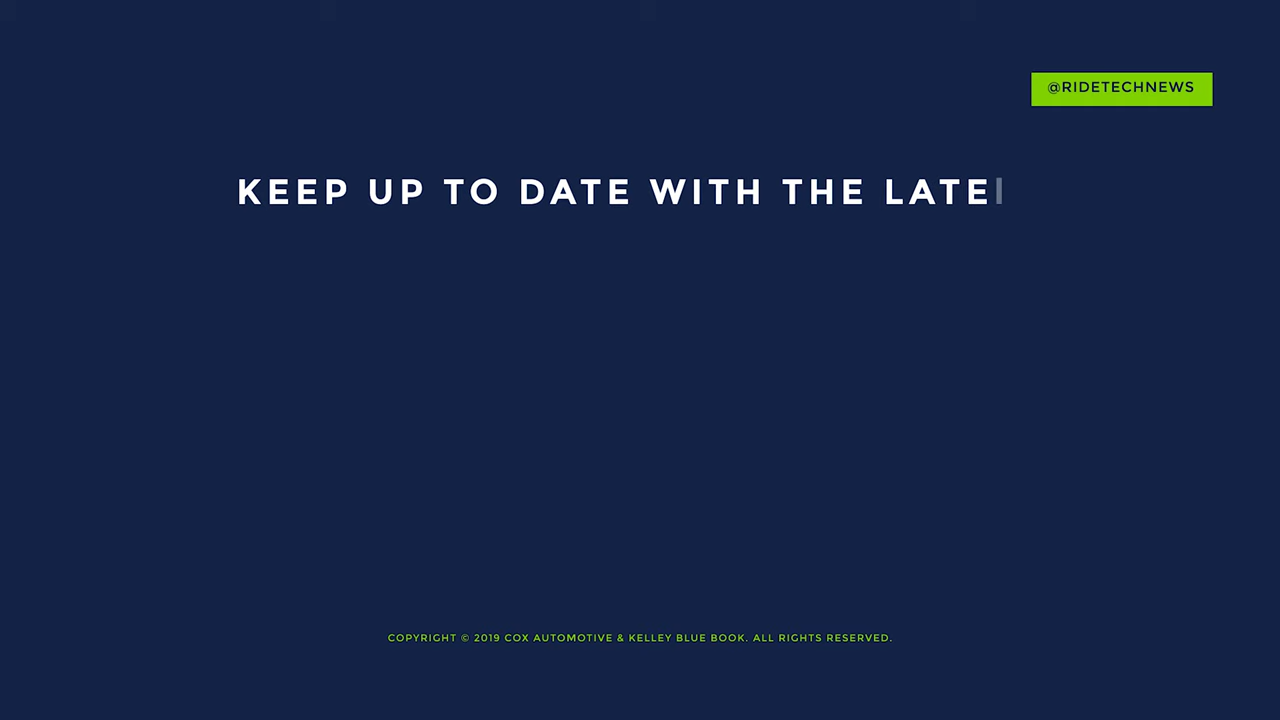 @RIDETECHNEWS
KEEP UP TO DATE WITH THE LATE
COPYRIGHT © 2019 COX AUTOMOTIVE & KELLEY BLUE BOOK. ALL RIGHTS RESERVED.